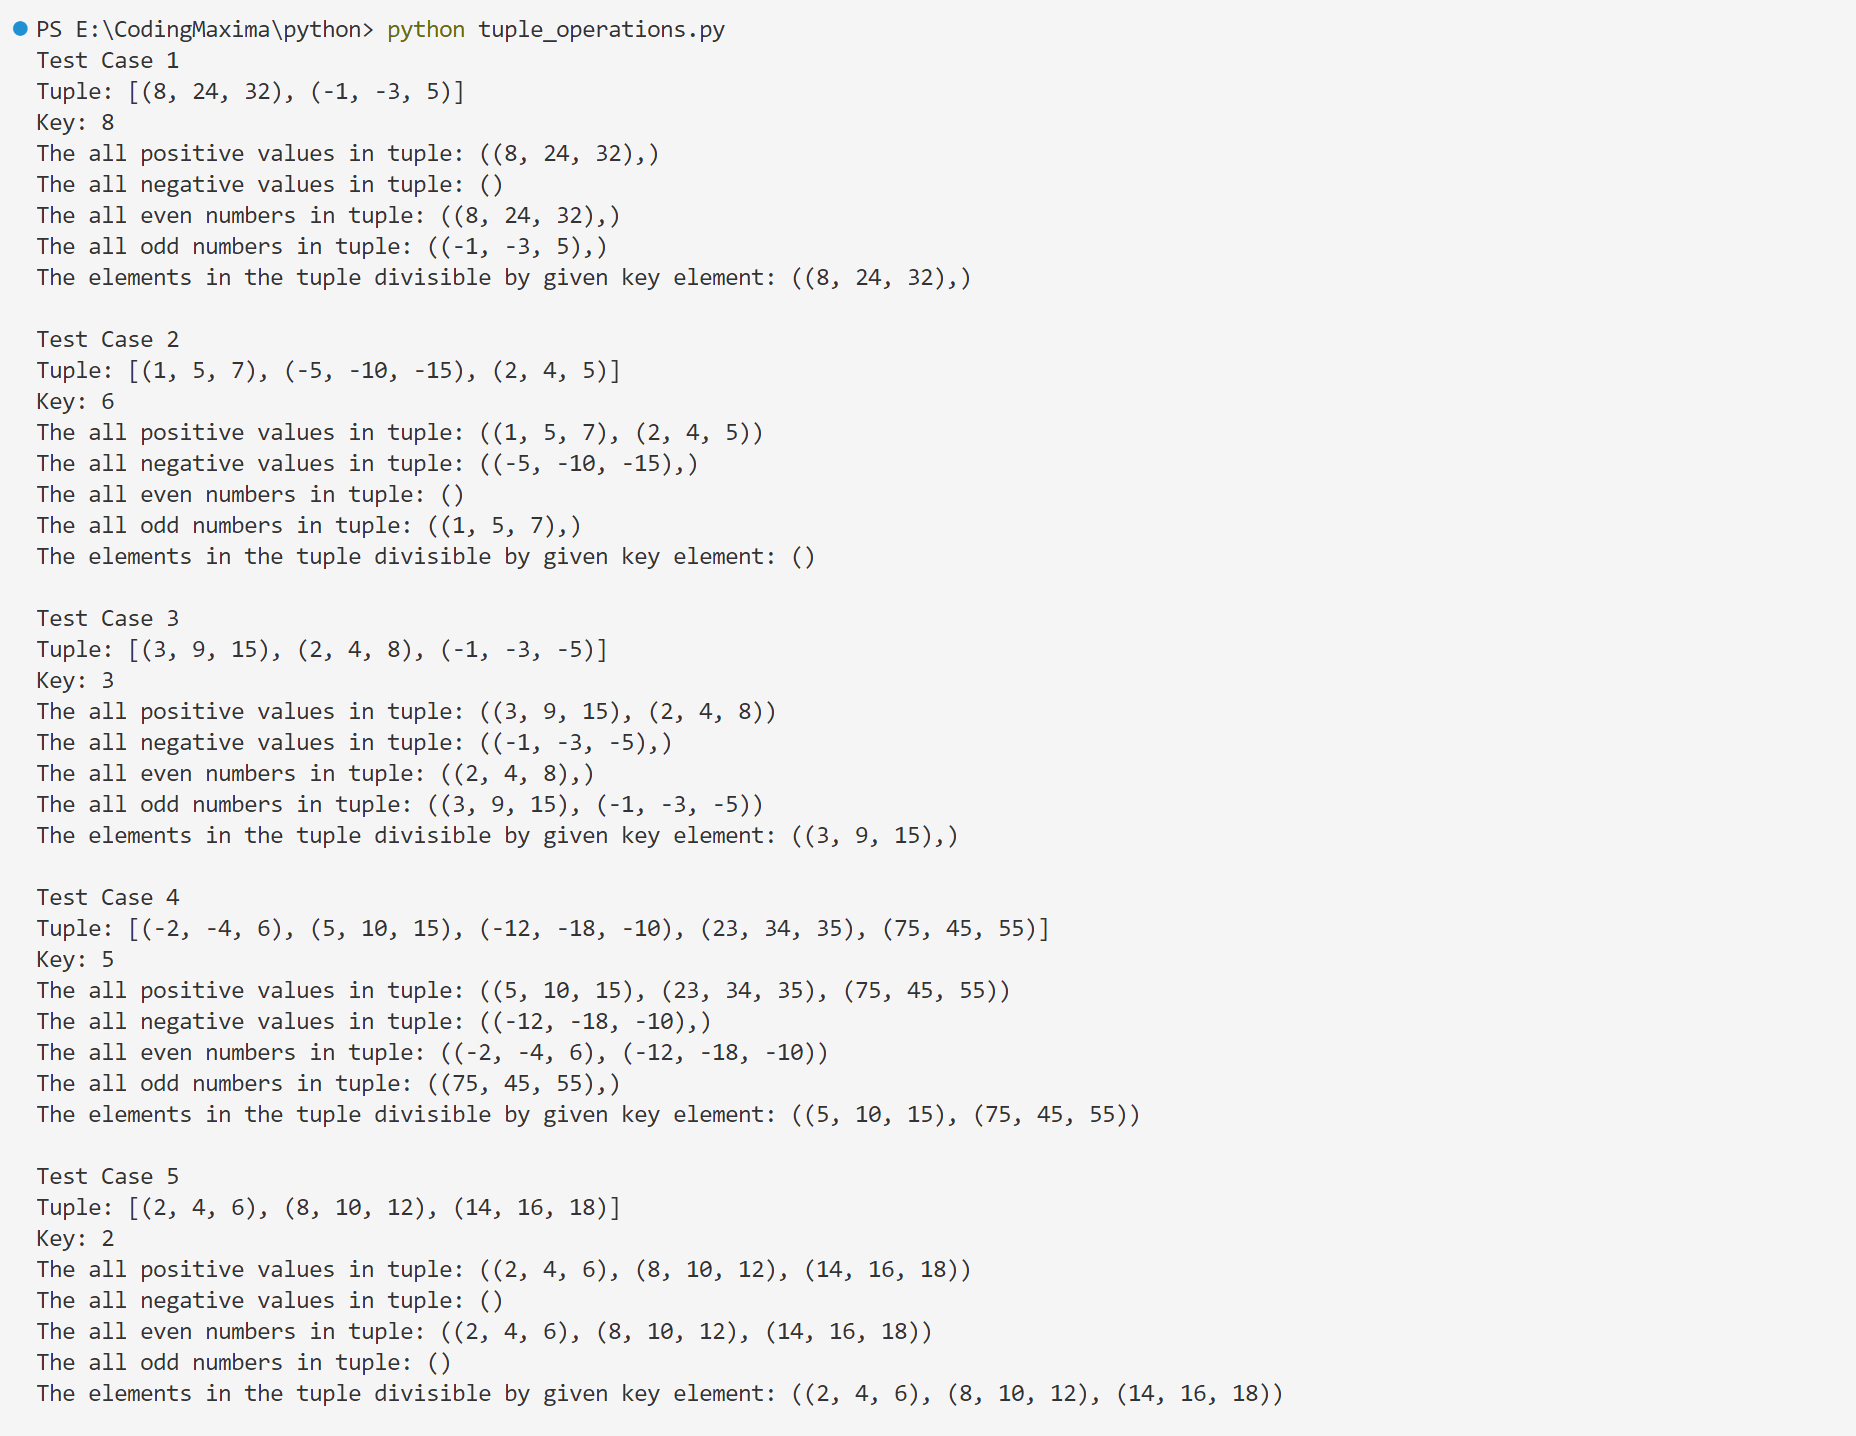 PS E:\CodingMaxima\python> python tuple_operations.py
Test Case 1
Tuple: [(8, 24, 32), (-1, -3, 5)]
Key: 8
The all positive values in tuple: ((8, 24, 32),)
The all negative values in tuple: ()
The all even numbers in tuple: ((8, 24, 32),)
The all odd numbers in tuple: ((-1, -3, 5),)
The elements in the tuple divisible by given key element: ((8, 24, 32),)

Test Case 2
Tuple: [(1, 5, 7), (-5, -10, -15), (2, 4, 5)]
Key: 6
The all positive values in tuple: ((1, 5, 7), (2, 4, 5))
The all negative values in tuple: ((-5, -10, -15),)
The all even numbers in tuple: ()
The all odd numbers in tuple: ((1, 5, 7),)
The elements in the tuple divisible by given key element: ()

Test Case 3
Tuple: [(3, 9, 15), (2, 4, 8), (-1, -3, -5)]
Key: 3
The all positive values in tuple: ((3, 9, 15), (2, 4, 8))
The all negative values in tuple: ((-1, -3, -5),)
The all even numbers in tuple: ((2, 4, 8),)
The all odd numbers in tuple: ((3, 9, 15), (-1, -3, -5))
The elements in the tuple divisible by given key element: ((3, 9, 15),)

Test Case 4
Tuple: [(-2, -4, 6), (5, 10, 15), (-12, -18, -10), (23, 34, 35), (75, 45, 55)]
Key: 5
The all positive values in tuple: ((5, 10, 15), (23, 34, 35), (75, 45, 55))
The all negative values in tuple: ((-12, -18, -10),)
The all even numbers in tuple: ((-2, -4, 6), (-12, -18, -10))
The all odd numbers in tuple: ((75, 45, 55),)
The elements in the tuple divisible by given key element: ((5, 10, 15), (75, 45, 55))

Test Case 5
Tuple: [(2, 4, 6), (8, 10, 12), (14, 16, 18)]
Key: 2
The all positive values in tuple: ((2, 4, 6), (8, 10, 12), (14, 16, 18))
The all negative values in tuple: ()
The all even numbers in tuple: ((2, 4, 6), (8, 10, 12), (14, 16, 18))
The all odd numbers in tuple: ()
The elements in the tuple divisible by given key element: ((2, 4, 6), (8, 10, 12), (14, 16, 18))